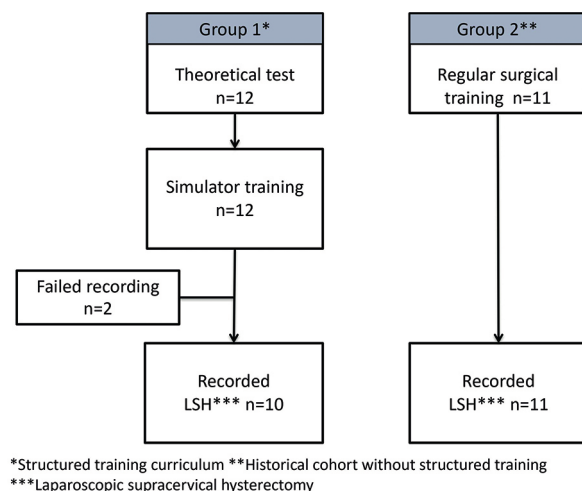 Group 1*
Theoretical test
n=12
Simulator training
n=12
Failed recording
n=2
Recorded
LSH*** n=10
Group 2**
Regular surgical
training n=11
Recorded
LSH*** n=11
*Structured training curriculum **Historical cohort without structured training
***Laparoscopic supracervical hysterectomy